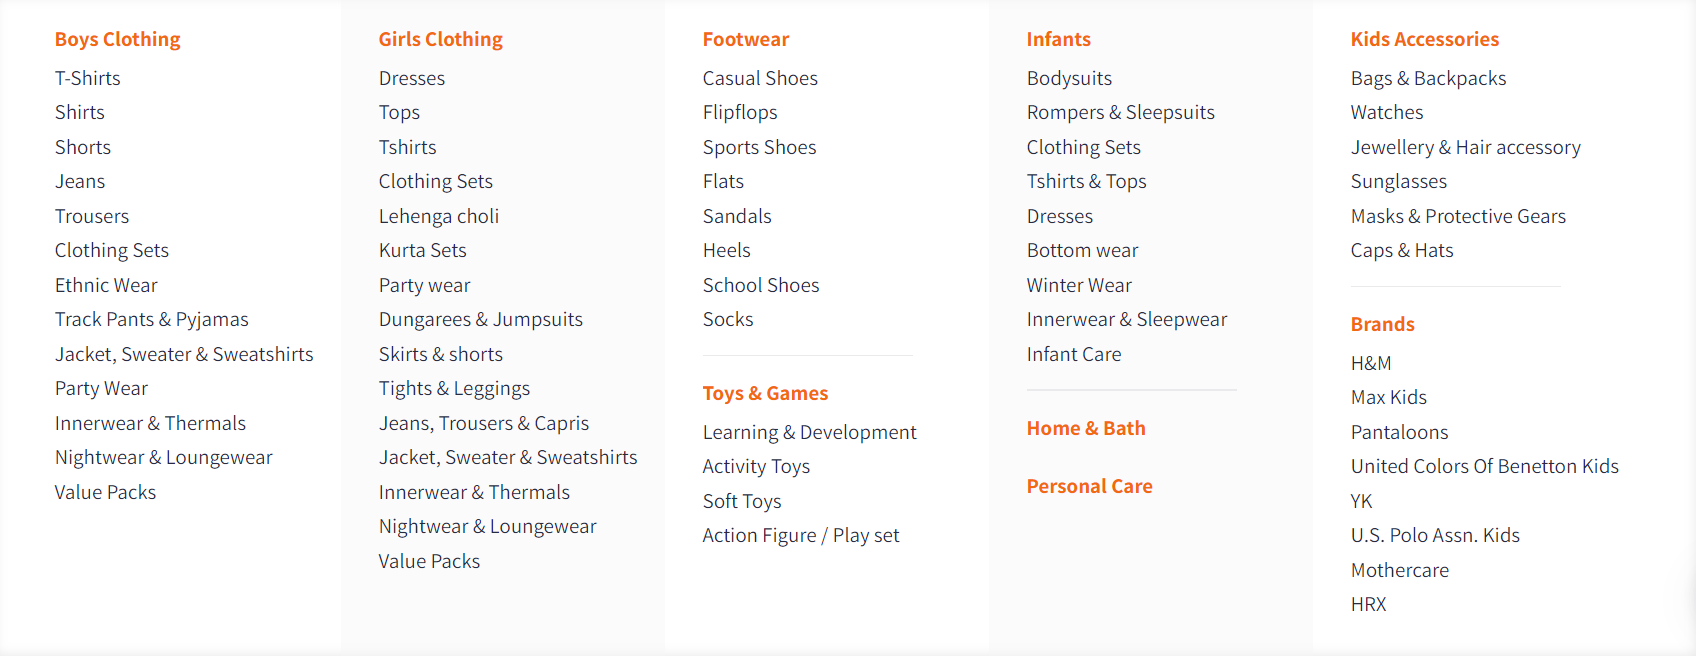 Boys Clothing
T-Shirts
Shirts
Shorts
Jeans
Trousers
Clothing Sets
Ethnic Wear
Track Pants & Pyjamas
Jacket, Sweater & Sweatshirts
Party Wear
Innerwear & Thermals
Nightwear & Loungewear
Value Packs
Girls Clothing
Dresses
Tops
Tshirts
Clothing Sets
Lehenga choli
Kurta Sets
Party wear
Dungarees & Jumpsuits
Skirts & shorts
Tights & Leggings
Jeans, Trousers & Capris
Jacket, Sweater & Sweatshirts
Innerwear & Thermals
Nightwear & Loungewear
Value Packs
Footwear
Casual Shoes
Flipflops
Sports Shoes
Flats
Sandals
Heels
School Shoes
Socks
Toys & Games
Learning & Development
Activity Toys
Soft Toys
Action Figure / Play set
Infants
Bodysuits
Rompers & Sleepsuits
Clothing Sets
Tshirts & Tops
Dresses
Bottom wear
Winter Wear
Innerwear & Sleepwear
Infant Care
Home & Bath
Personal Care
Kids Accessories
Bags & Backpacks
Watches
Jewellery & Hair accessory
Sunglasses
Masks & Protective Gears
Caps & Hats
Brands
H&M
Max Kids
Pantaloons
United Colors Of Benetton Kids
YK
U.S. Polo Assn. Kids
Mothercare
HRX